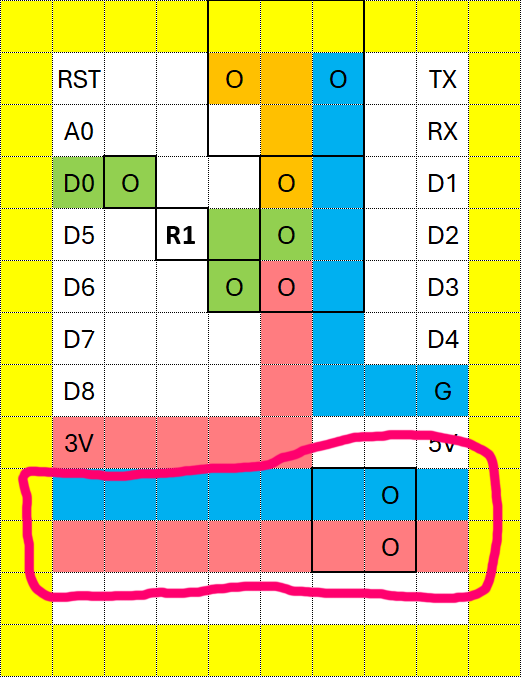 RST O O TX
A0 RX
D0 O O D1
D5 R1 O D2
D6 O O D3
D7 D4
D8 G
3V 5V
O
O